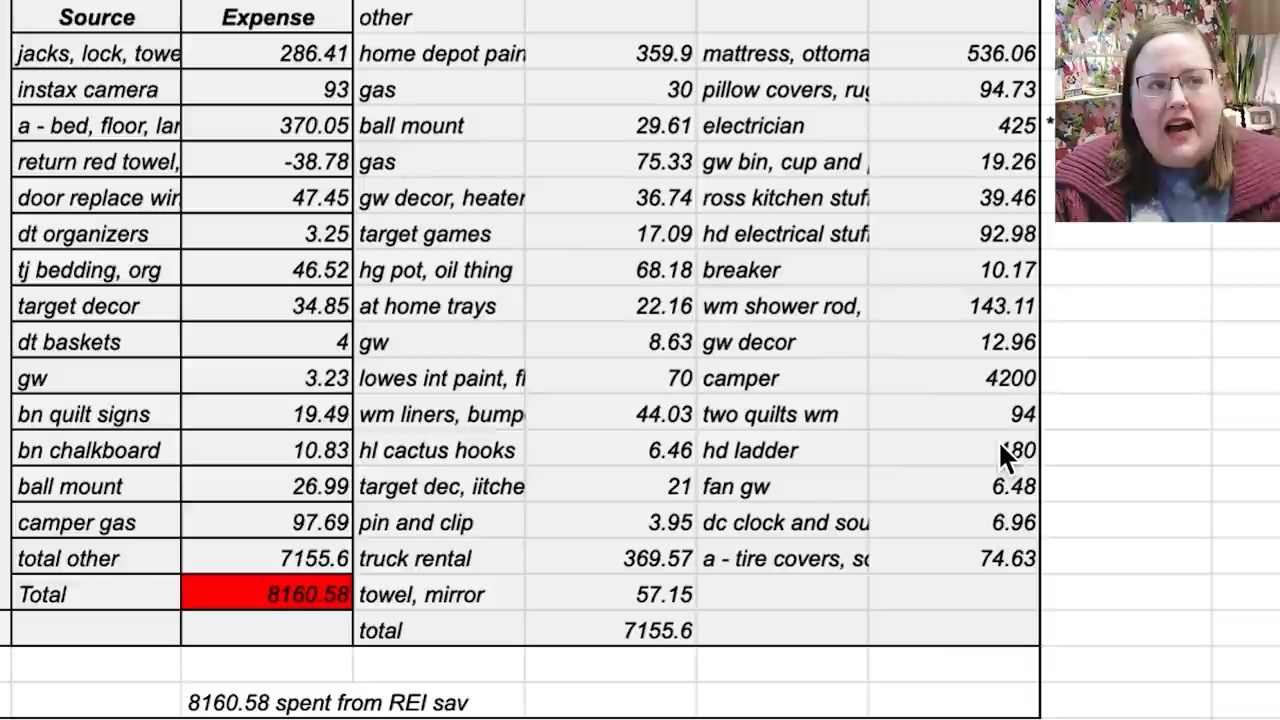 Source Expense other
jacks, lock, towe 286.41 home depot pain 359.9 mattress, ottoma 536.06
instax camera 93 gas 30 pillow covers, rug 94.73
a - bed, floor, lar 370.05 ball mount 29.61 electrician 425 *
return red towel, -38.78 gas 75.33 gw bin, cup and 19.26
door replace win 47.45 gw decor, heater 36.74 ross kitchen stuf 39.46
dt organizers 3.25 target games 17.09 hd electrical stuf 92.98
tj bedding, org 46.52 hg pot, oil thing 68.18 breaker 10.17
target decor 34.85 at home trays 22.16 wm shower rod, 143.11
dt baskets 4 gw 8.63 gw decor 12.96
gw 3.23 lowes int paint, fl 70 camper 4200
bn quilt signs 19.49 wm liners, bump 44.03 two quilts wm 94
bn chalkboard 10.83 hl cactus hooks 6.46 hd ladder 80
ball mount 26.99 target dec, iitche 21 fan gw 6.48
camper gas 97.69 pin and clip 3.95 dc clock and sou 6.96
total other 7155.6 truck rental 369.57 a - tire covers, so 74.63
Total 8160.58 towel, mirror 57.15
total 7155.6
8160.58 spent from REI sav